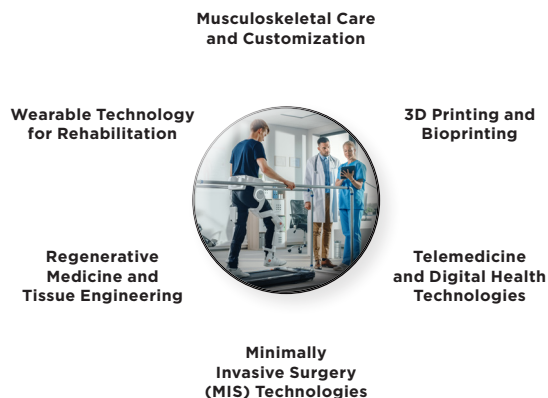 Musculoskeletal Care
and Customization
Wearable Technology
for Rehabilitation
3D Printing and
Bioprinting
Regenerative
Medicine and
Tissue Engineering
Telemedicine
and Digital Health
Technologies
Minimally
Invasive Surgery
(MIS) Technologies